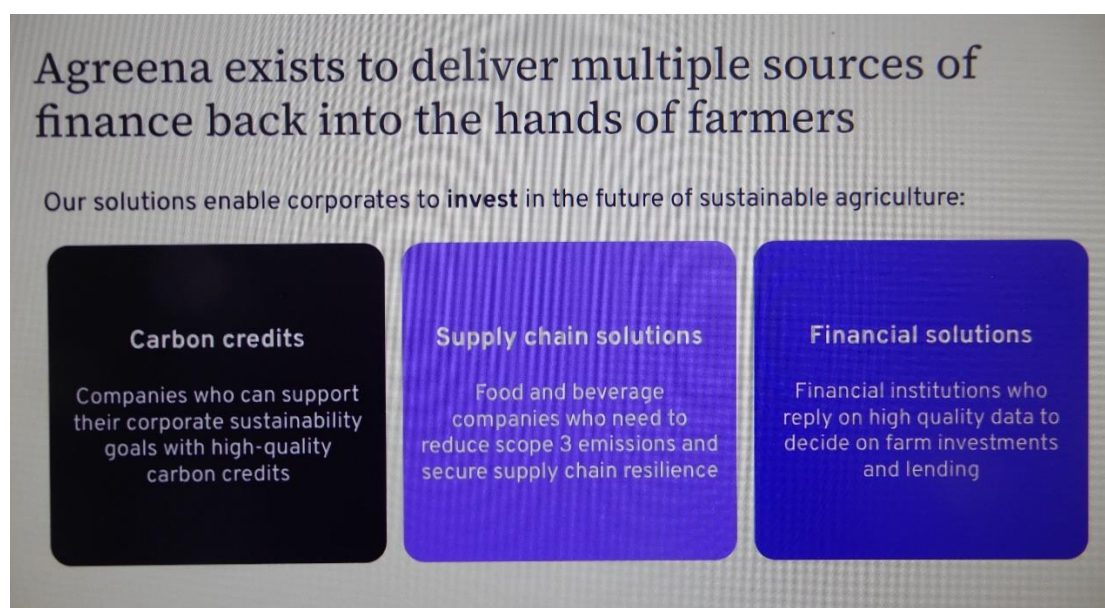 Agreena exists to deliver multiple sources of
finance back into the hands of farmers
Our solutions enable corporates to invest in the future of sustainable agriculture:
Carbon credits
Companies who can support
their corporate sustainability
goals with high-quality
carbon credits
Supply chain solutions
Food and beverage
companies who need to
reduce scope 3 emissions and
secure supply chain resilience
Financial solutions
Financial institutions who
reply on high quality data to
decide on farm investments
and lending